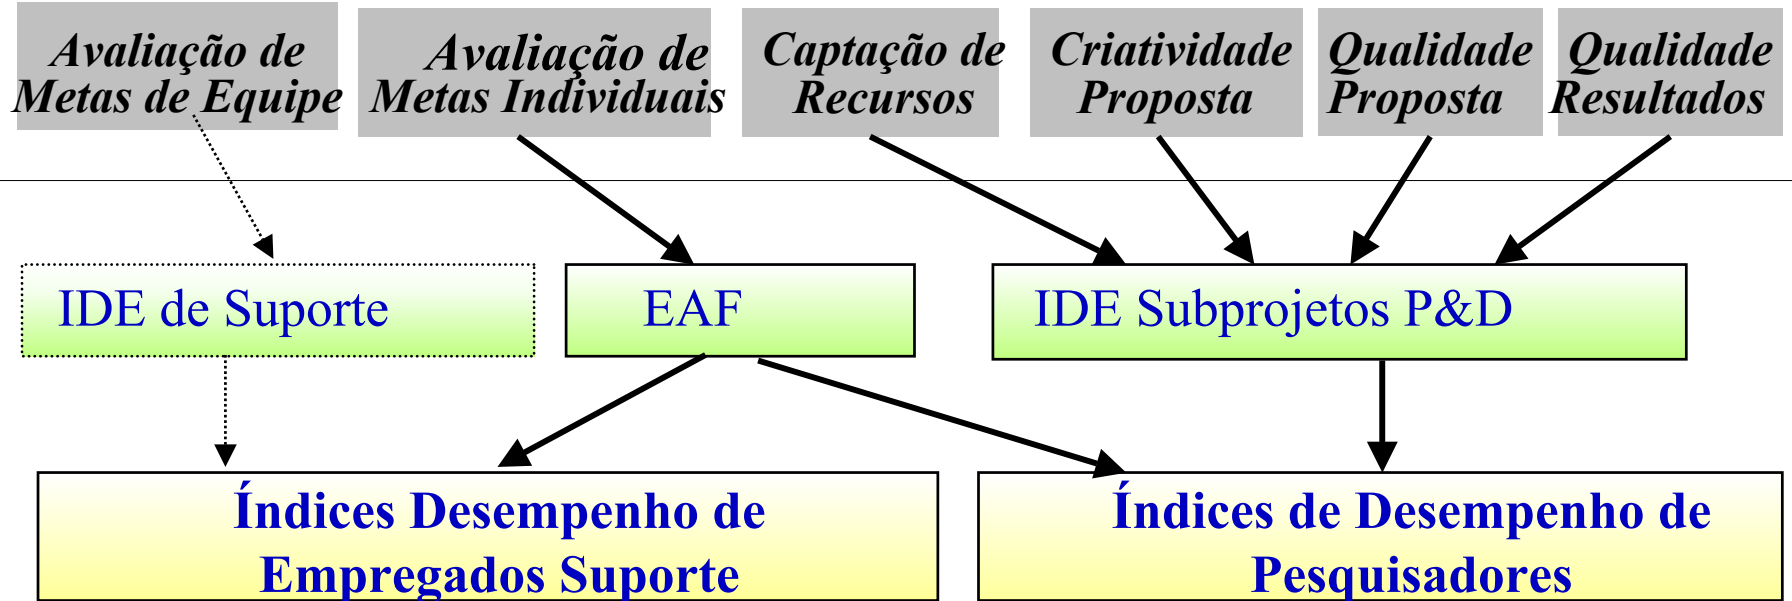 Avaliação de
Metas de Equipe
Avaliação de
Metas Individuais
Captação de
Recursos
Criatividade
Proposta
Qualidade
Proposta
Qualidade
Resultados
IDE de Suporte
EAF
IDE Subprojetos P&D
Índices Desempenho de
Empregados Suporte
Índices de Desempenho de
Pesquisadores